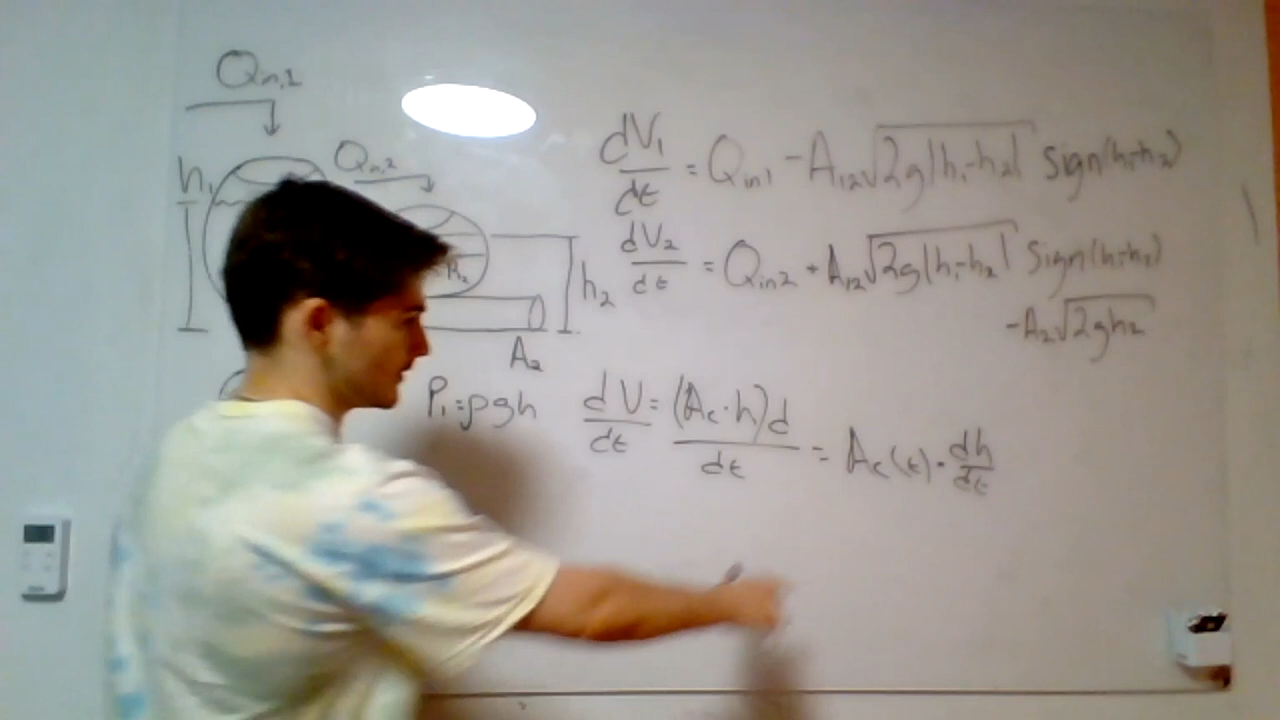 Qin,1
h₁
Qin,2
R₂
h₂
A₂
dV₁/dt = Qin1 - A₁₂√2g|h₁-h₂| Sign(h₁-h₂)
dV₂/dt = Qin2 + A₁₂√2g|h₁-h₂| Sign(h₁-h₂)
-A₂√2gh₂
P₁=ρgh
dV/dt = (Ac·h)d/dt = Ac(t)·dh/dt